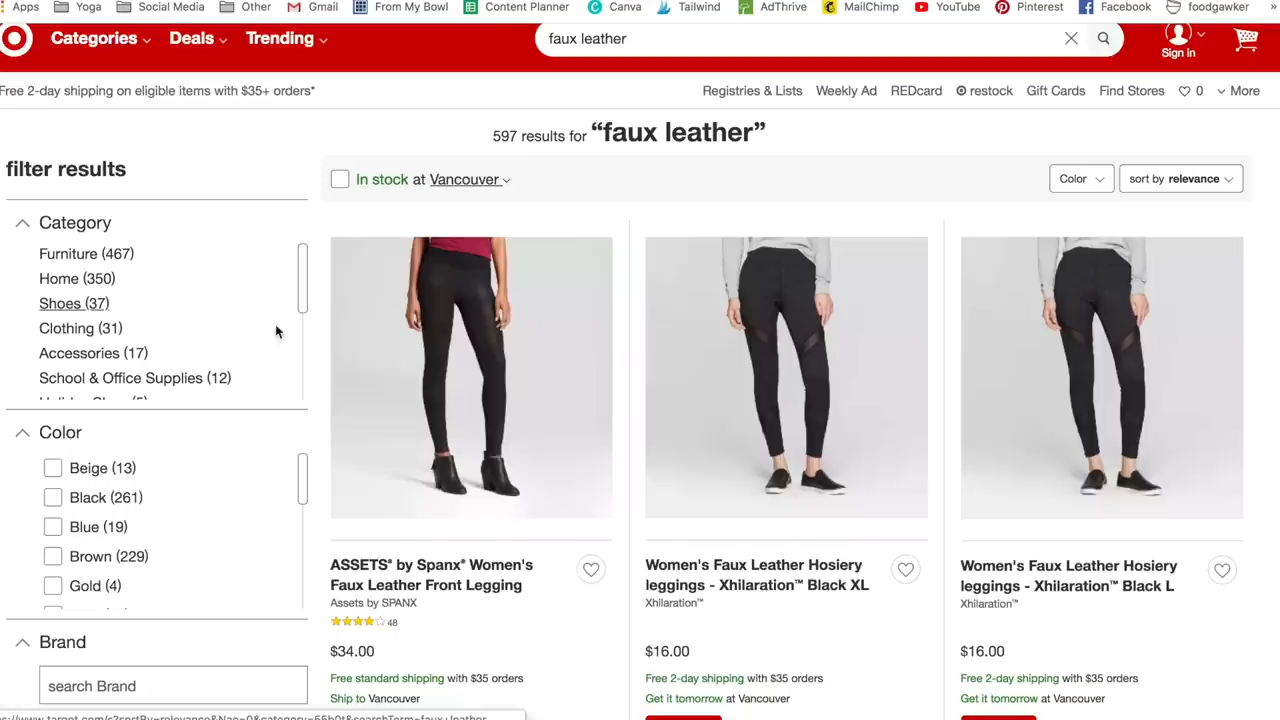 Apps Yoga Social Media Other Gmail From My Bowl Content Planner Canva Tailwind AdThrive MailChimp YouTube Pinterest Facebook foodgawker »
Categories Deals Trending faux leather Sign in
Free 2-day shipping on eligible items with $35+ orders* Registries & Lists Weekly Ad REDcard restock Gift Cards Find Stores 0 More
597 results for “faux leather”
filter results
In stock at Vancouver Color sort by relevance
Category
Furniture (467)
Home (350)
Shoes (37)
Clothing (31)
Accessories (17)
School & Office Supplies (12)
Color
Beige (13)
Black (261)
Blue (19)
Brown (229)
Gold (4)
Brand
search Brand
ASSETS® by Spanx® Women's
Faux Leather Front Legging
Assets by SPANX
48
$34.00
Free standard shipping with $35 orders
Ship to Vancouver
Women's Faux Leather Hosiery
leggings - Xhilaration™ Black XL
Xhilaration™
$16.00
Free 2-day shipping with $35 orders
Get it tomorrow at Vancouver
Women's Faux Leather Hosiery
leggings - Xhilaration™ Black L
Xhilaration™
$16.00
Free 2-day shipping with $35 orders
Get it tomorrow at Vancouver